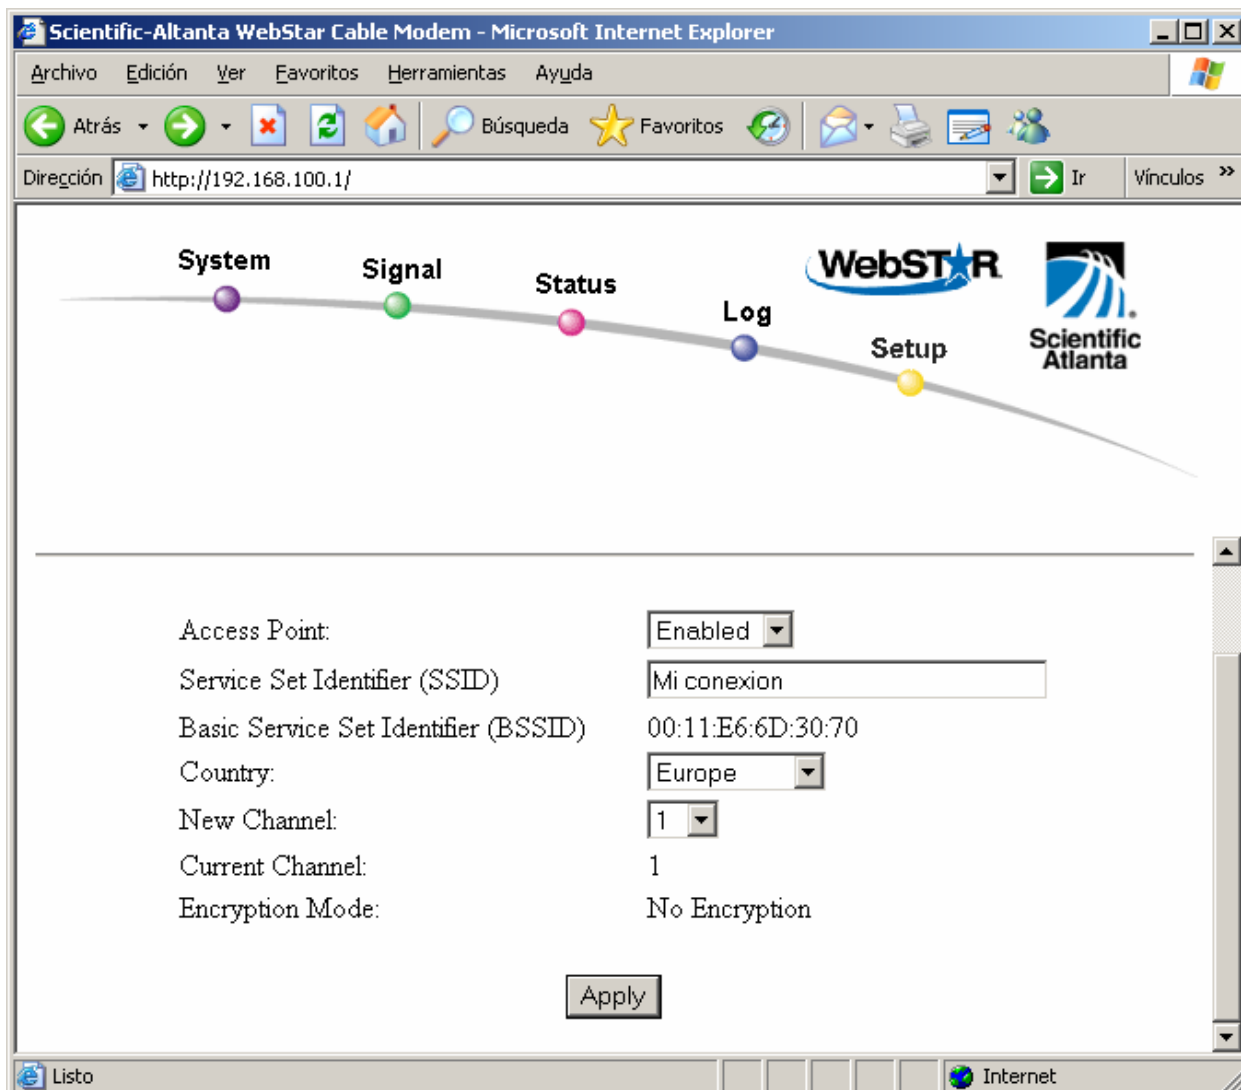 Scientific-Altanta WebStar Cable Modem - Microsoft Internet Explorer
Archivo Edición Ver Favoritos Herramientas Ayuda
Atrás Búsqueda Favoritos
Dirección http://192.168.100.1/ Ir Vínculos »
System
Signal
Status
Log
Setup
WebSTAR
Scientific
Atlanta
Access Point: Enabled
Service Set Identifier (SSID) Mi conexion
Basic Service Set Identifier (BSSID) 00:11:E6:6D:30:70
Country: Europe
New Channel: 1
Current Channel: 1
Encryption Mode: No Encryption
Apply
Listo Internet